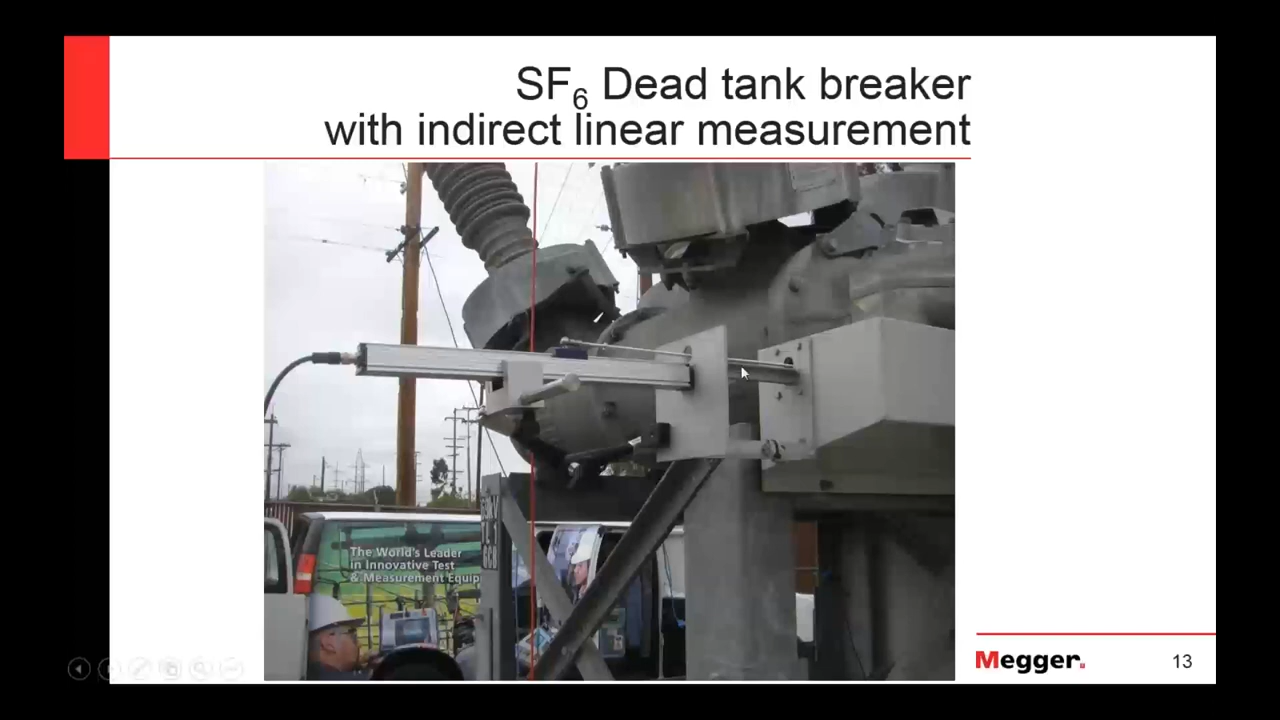 SF₆ Dead tank breaker
with indirect linear measurement
The World's Leader
in Innovative Test
& Measurement Equip
Megger.
13